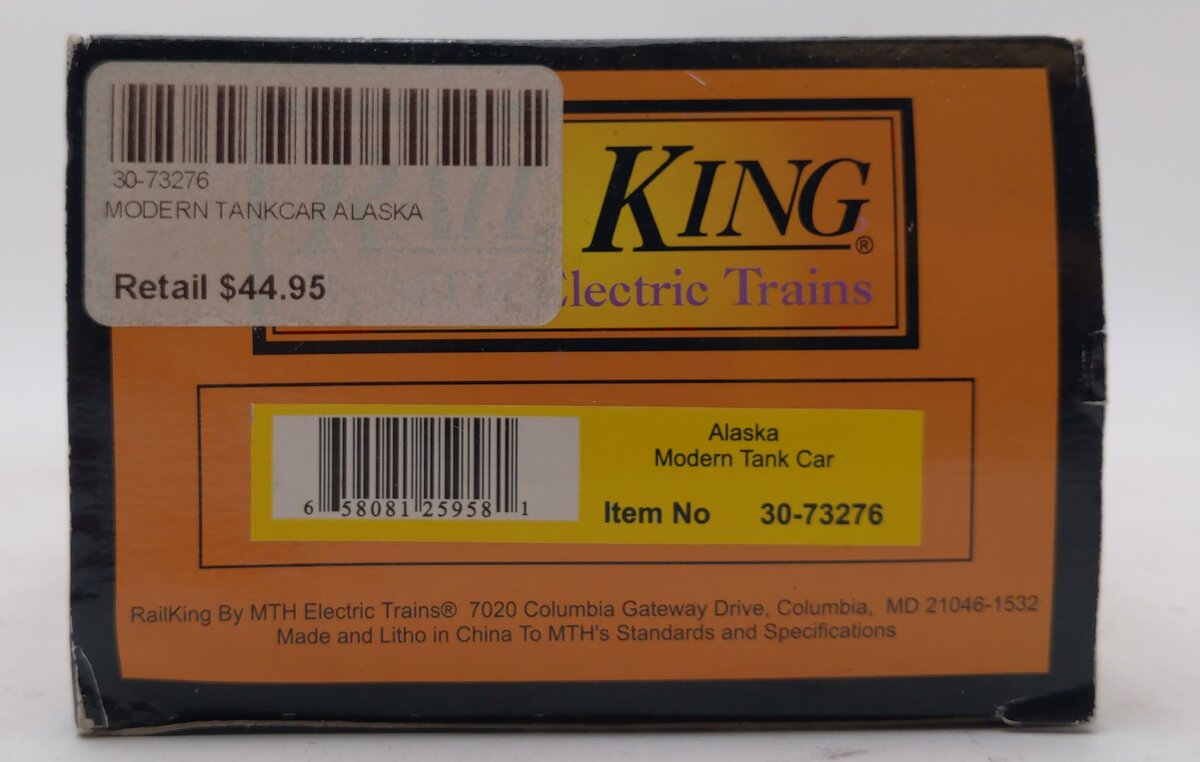 30-73276
MODERN TANKCAR ALASKA
Retail $44.95
KING®
Electric Trains
Alaska
Modern Tank Car
6 58081 25958 1
Item No 30-73276
RailKing By MTH Electric Trains® 7020 Columbia Gateway Drive, Columbia, MD 21046-1532
Made and Litho in China To MTH's Standards and Specifications